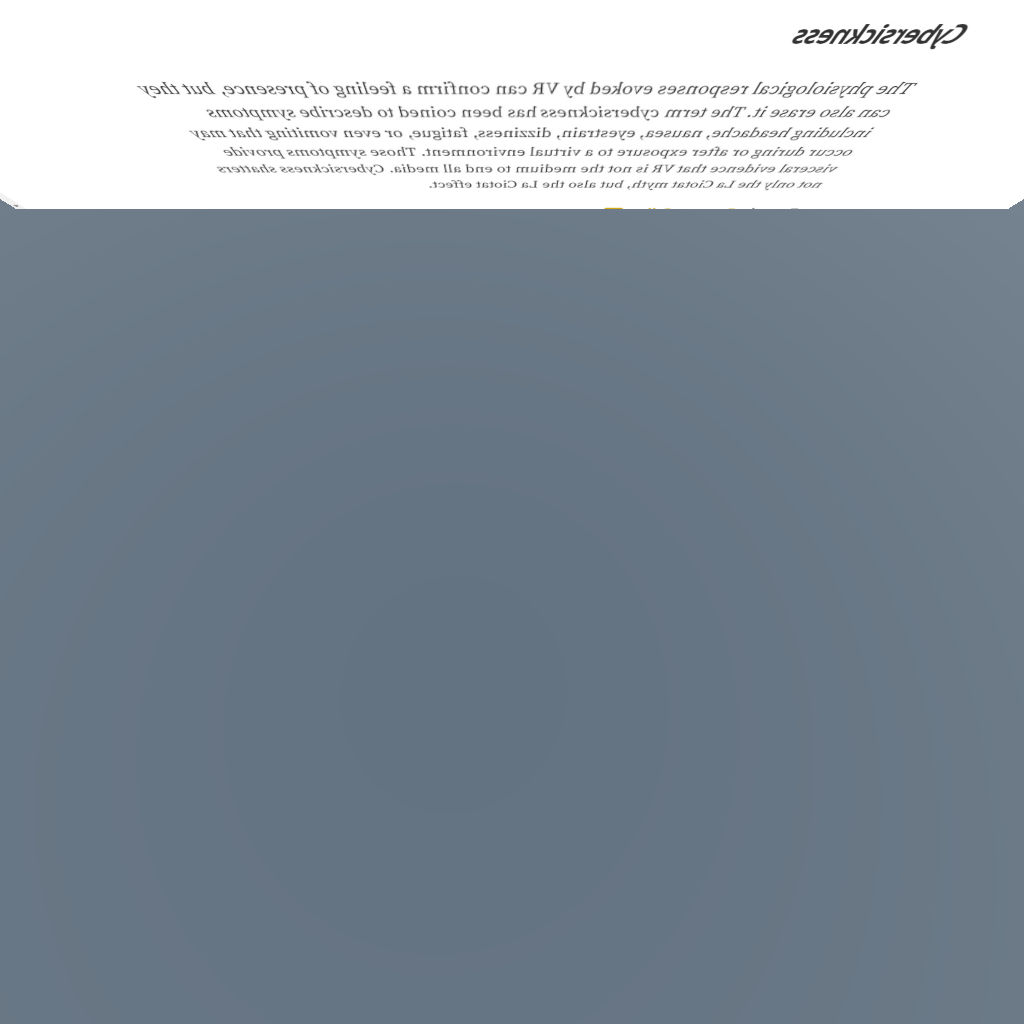 Cybersickness
The physiological responses evoked by VR can confirm a feeling of presence, but they
can also erase it. The term cybersickness has been coined to describe symptoms
including headache, nausea, eyestrain, dizziness, fatigue, or even vomiting that may
occur during or after exposure to a virtual environment. Those symptoms provide
visceral evidence that VR is not the medium to end all media. Cybersickness shatters
not only the La Ciotat myth, but also the La Ciotat effect.